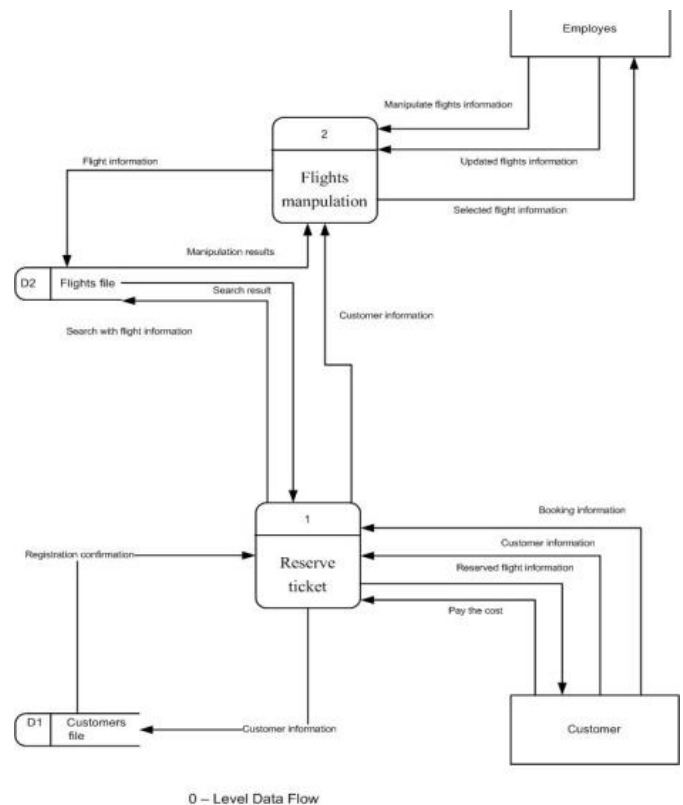 Employes
Manipulate flights information
2
Flight information
Updated flights information
Flights
manpulation
Selected flight information
Manipulation results
D2
Flights file
Search result
Customer information
Search with flight information
1
Booking information
Customer information
Registration confirmation
Reserve
ticket
Reserved flight information
Pay the cost
D1
Customers
file
Customer information
Customer
0 – Level Data Flow